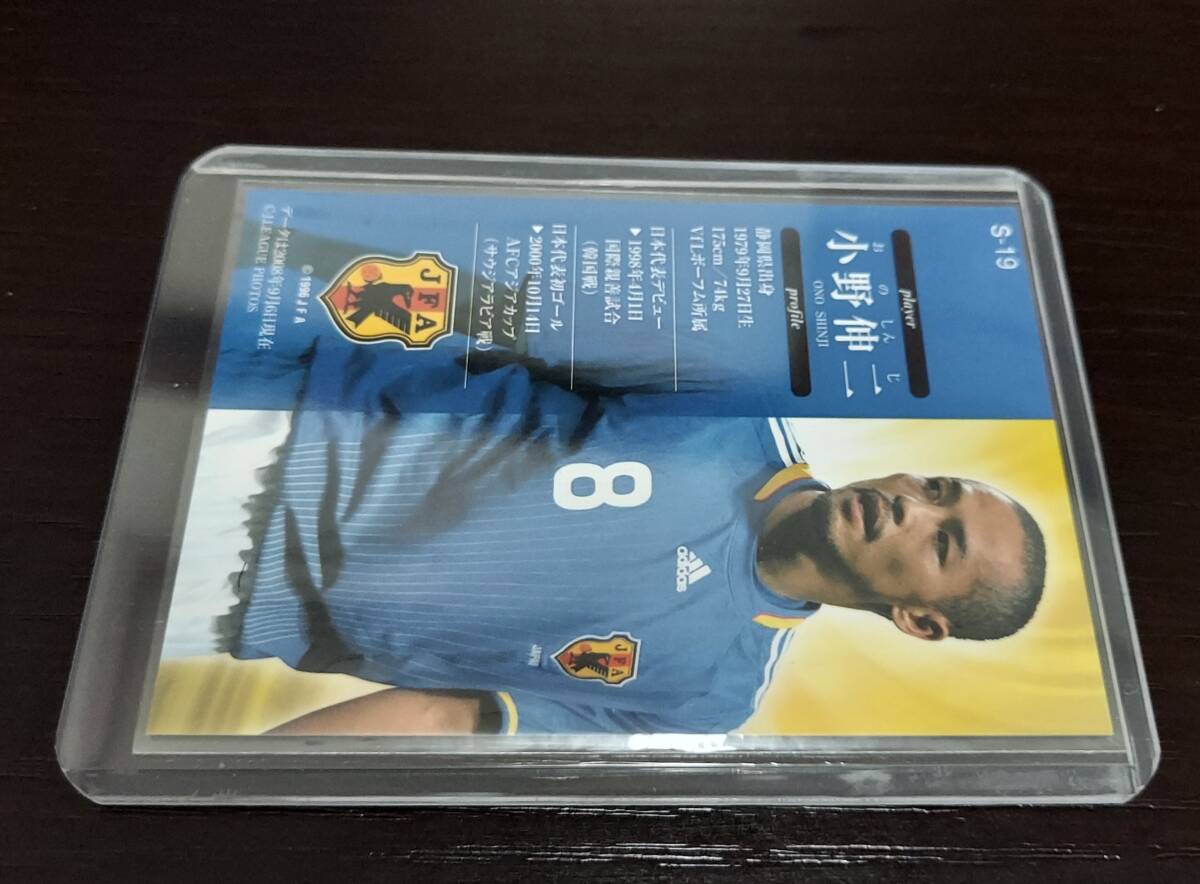 S-19
player
おのしんじ
小野伸二
ONO SHINJI
profile
静岡県出身
1979年9月27日生
175cm/74kg
VfLボーフム所属
日本代表デビュー
▶1998年4月1日
国際親善試合
(韓国戦)
日本代表初ゴール
▶2000年10月14日
AFCアジアカップ
(サウジアラビア戦)
JFA
©1996 JFA
データは2008年9月6日現在
©J.LEAGUE PHOTOS
8
adidas
JFA
JAPAN